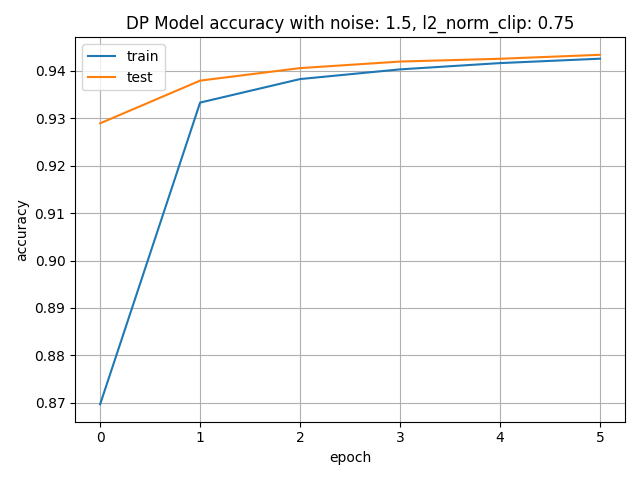 DP Model accuracy with noise: 1.5, l2_norm_clip: 0.75
train
test
0.94
0.93
0.92
0.91
0.90
0.89
0.88
0.87
accuracy
0 1 2 3 4 5
epoch